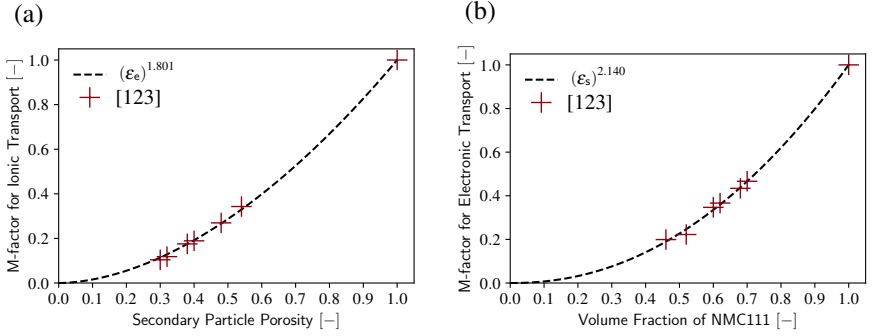 (a)
M-factor for Ionic Transport [−]
1.0
0.8
0.6
0.4
0.2
0.0
(ε_e)^1.801
[123]
0.0 0.1 0.2 0.3 0.4 0.5 0.6 0.7 0.8 0.9 1.0
Secondary Particle Porosity [−]
(b)
M-factor for Electronic Transport [−]
1.0
0.8
0.6
0.4
0.2
0.0
(ε_s)^2.140
[123]
0.0 0.1 0.2 0.3 0.4 0.5 0.6 0.7 0.8 0.9 1.0
Volume Fraction of NMC111 [−]